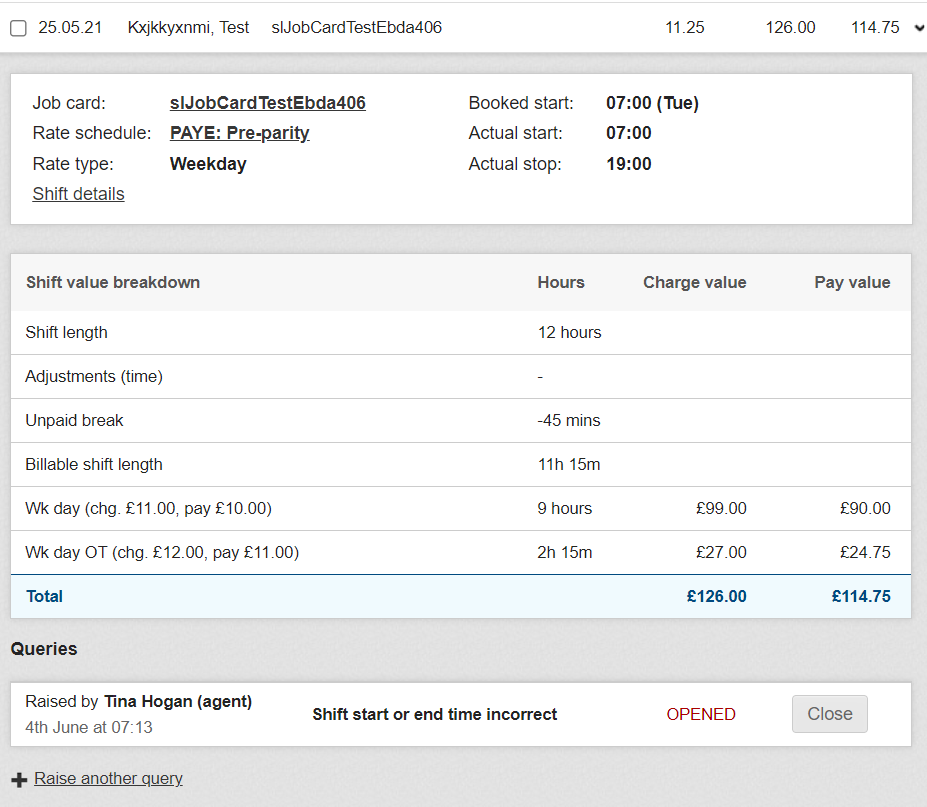 25.05.21 Kxjkkyxnmi, Test slJobCardTestEbda406 11.25 126.00 114.75
Job card: slJobCardTestEbda406 Booked start: 07:00 (Tue)
Rate schedule: PAYE: Pre-parity Actual start: 07:00
Rate type: Weekday Actual stop: 19:00
Shift details
Shift value breakdown Hours Charge value Pay value
Shift length 12 hours
Adjustments (time) -
Unpaid break -45 mins
Billable shift length 11h 15m
Wk day (chg. £11.00, pay £10.00) 9 hours £99.00 £90.00
Wk day OT (chg. £12.00, pay £11.00) 2h 15m £27.00 £24.75
Total £126.00 £114.75
Queries
Raised by Tina Hogan (agent)
4th June at 07:13
Shift start or end time incorrect OPENED Close
Raise another query